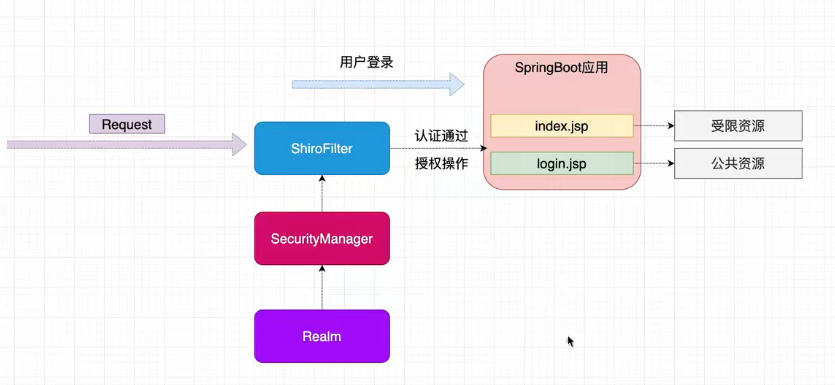 用户登录
SpringBoot应用
Request
ShiroFilter
认证通过
授权操作
index.jsp
受限资源
login.jsp
公共资源
SecurityManager
Realm